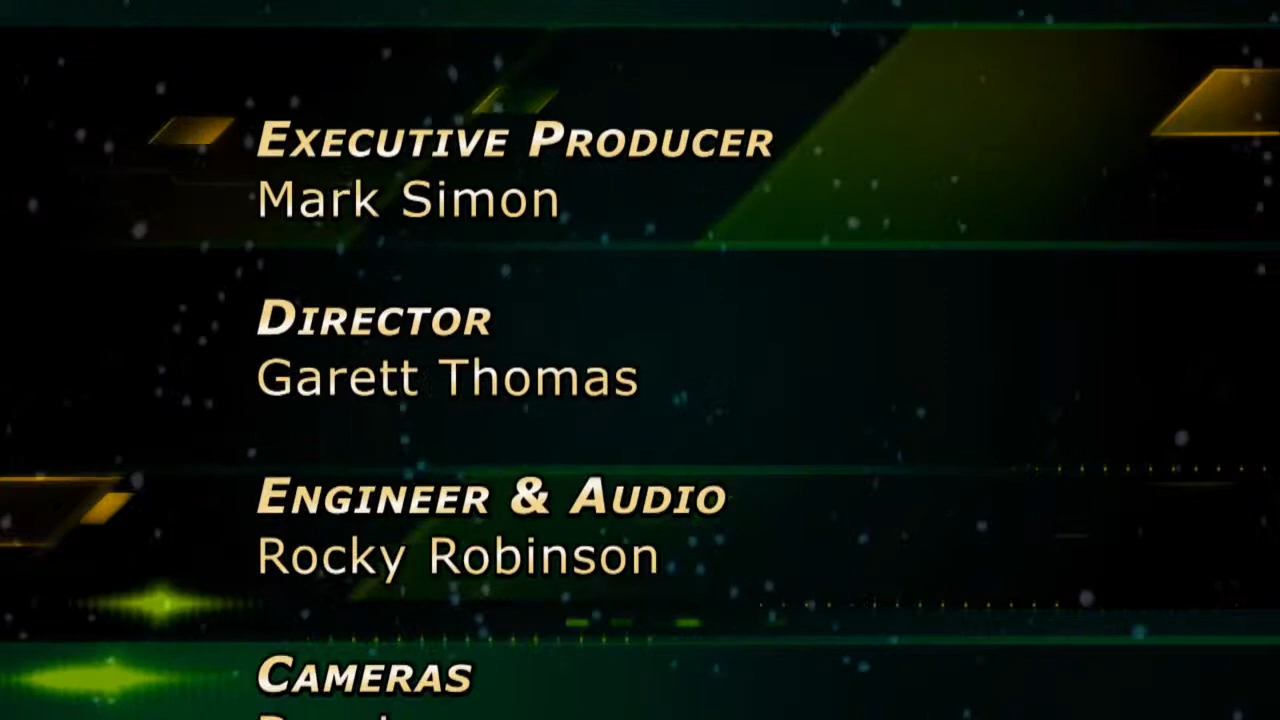 EXECUTIVE PRODUCER
Mark Simon
DIRECTOR
Garett Thomas
ENGINEER & AUDIO
Rocky Robinson
CAMERAS